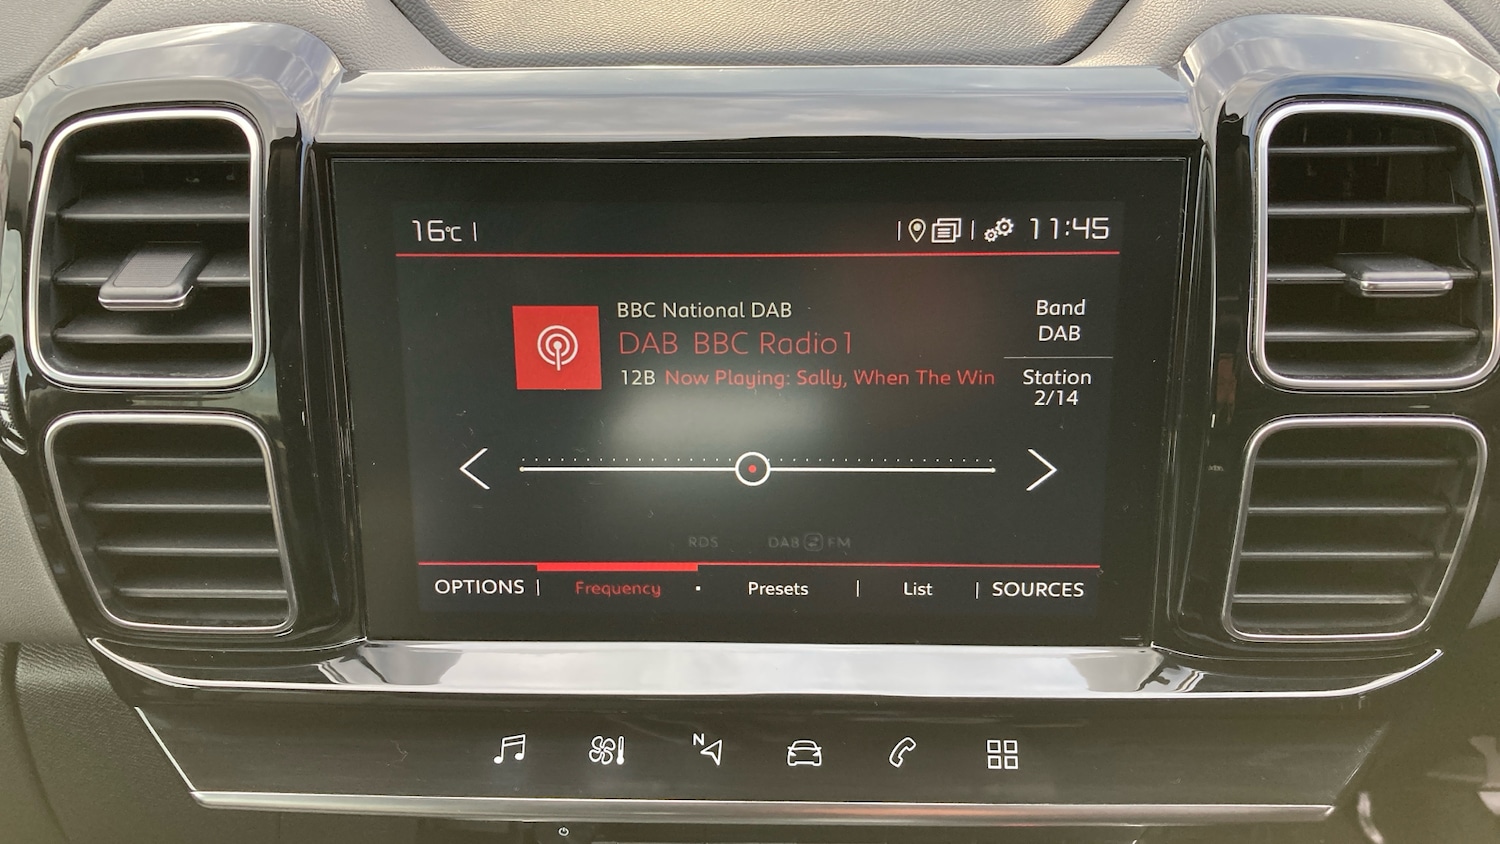 16°C
11:45
BBC National DAB
DAB BBC Radio1
12B Now Playing: Sally, When The Win
Band
DAB
Station
2/14
RDS DAB FM
OPTIONS Frequency Presets List SOURCES
N